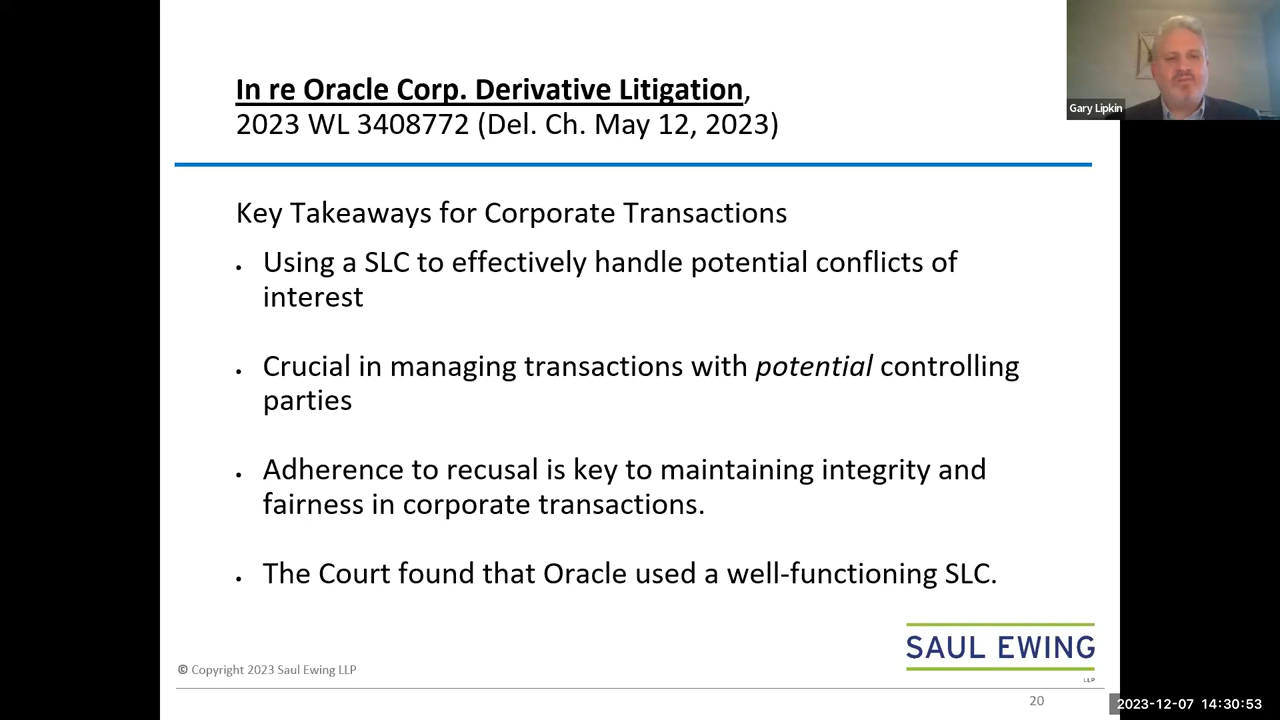 In re Oracle Corp. Derivative Litigation,
2023 WL 3408772 (Del. Ch. May 12, 2023)
Gary Lipkin
Key Takeaways for Corporate Transactions
• Using a SLC to effectively handle potential conflicts of
interest
• Crucial in managing transactions with potential controlling
parties
• Adherence to recusal is key to maintaining integrity and
fairness in corporate transactions.
• The Court found that Oracle used a well-functioning SLC.
SAUL EWING
LLP
© Copyright 2023 Saul Ewing LLP
20
2023-12-07 14:30:53